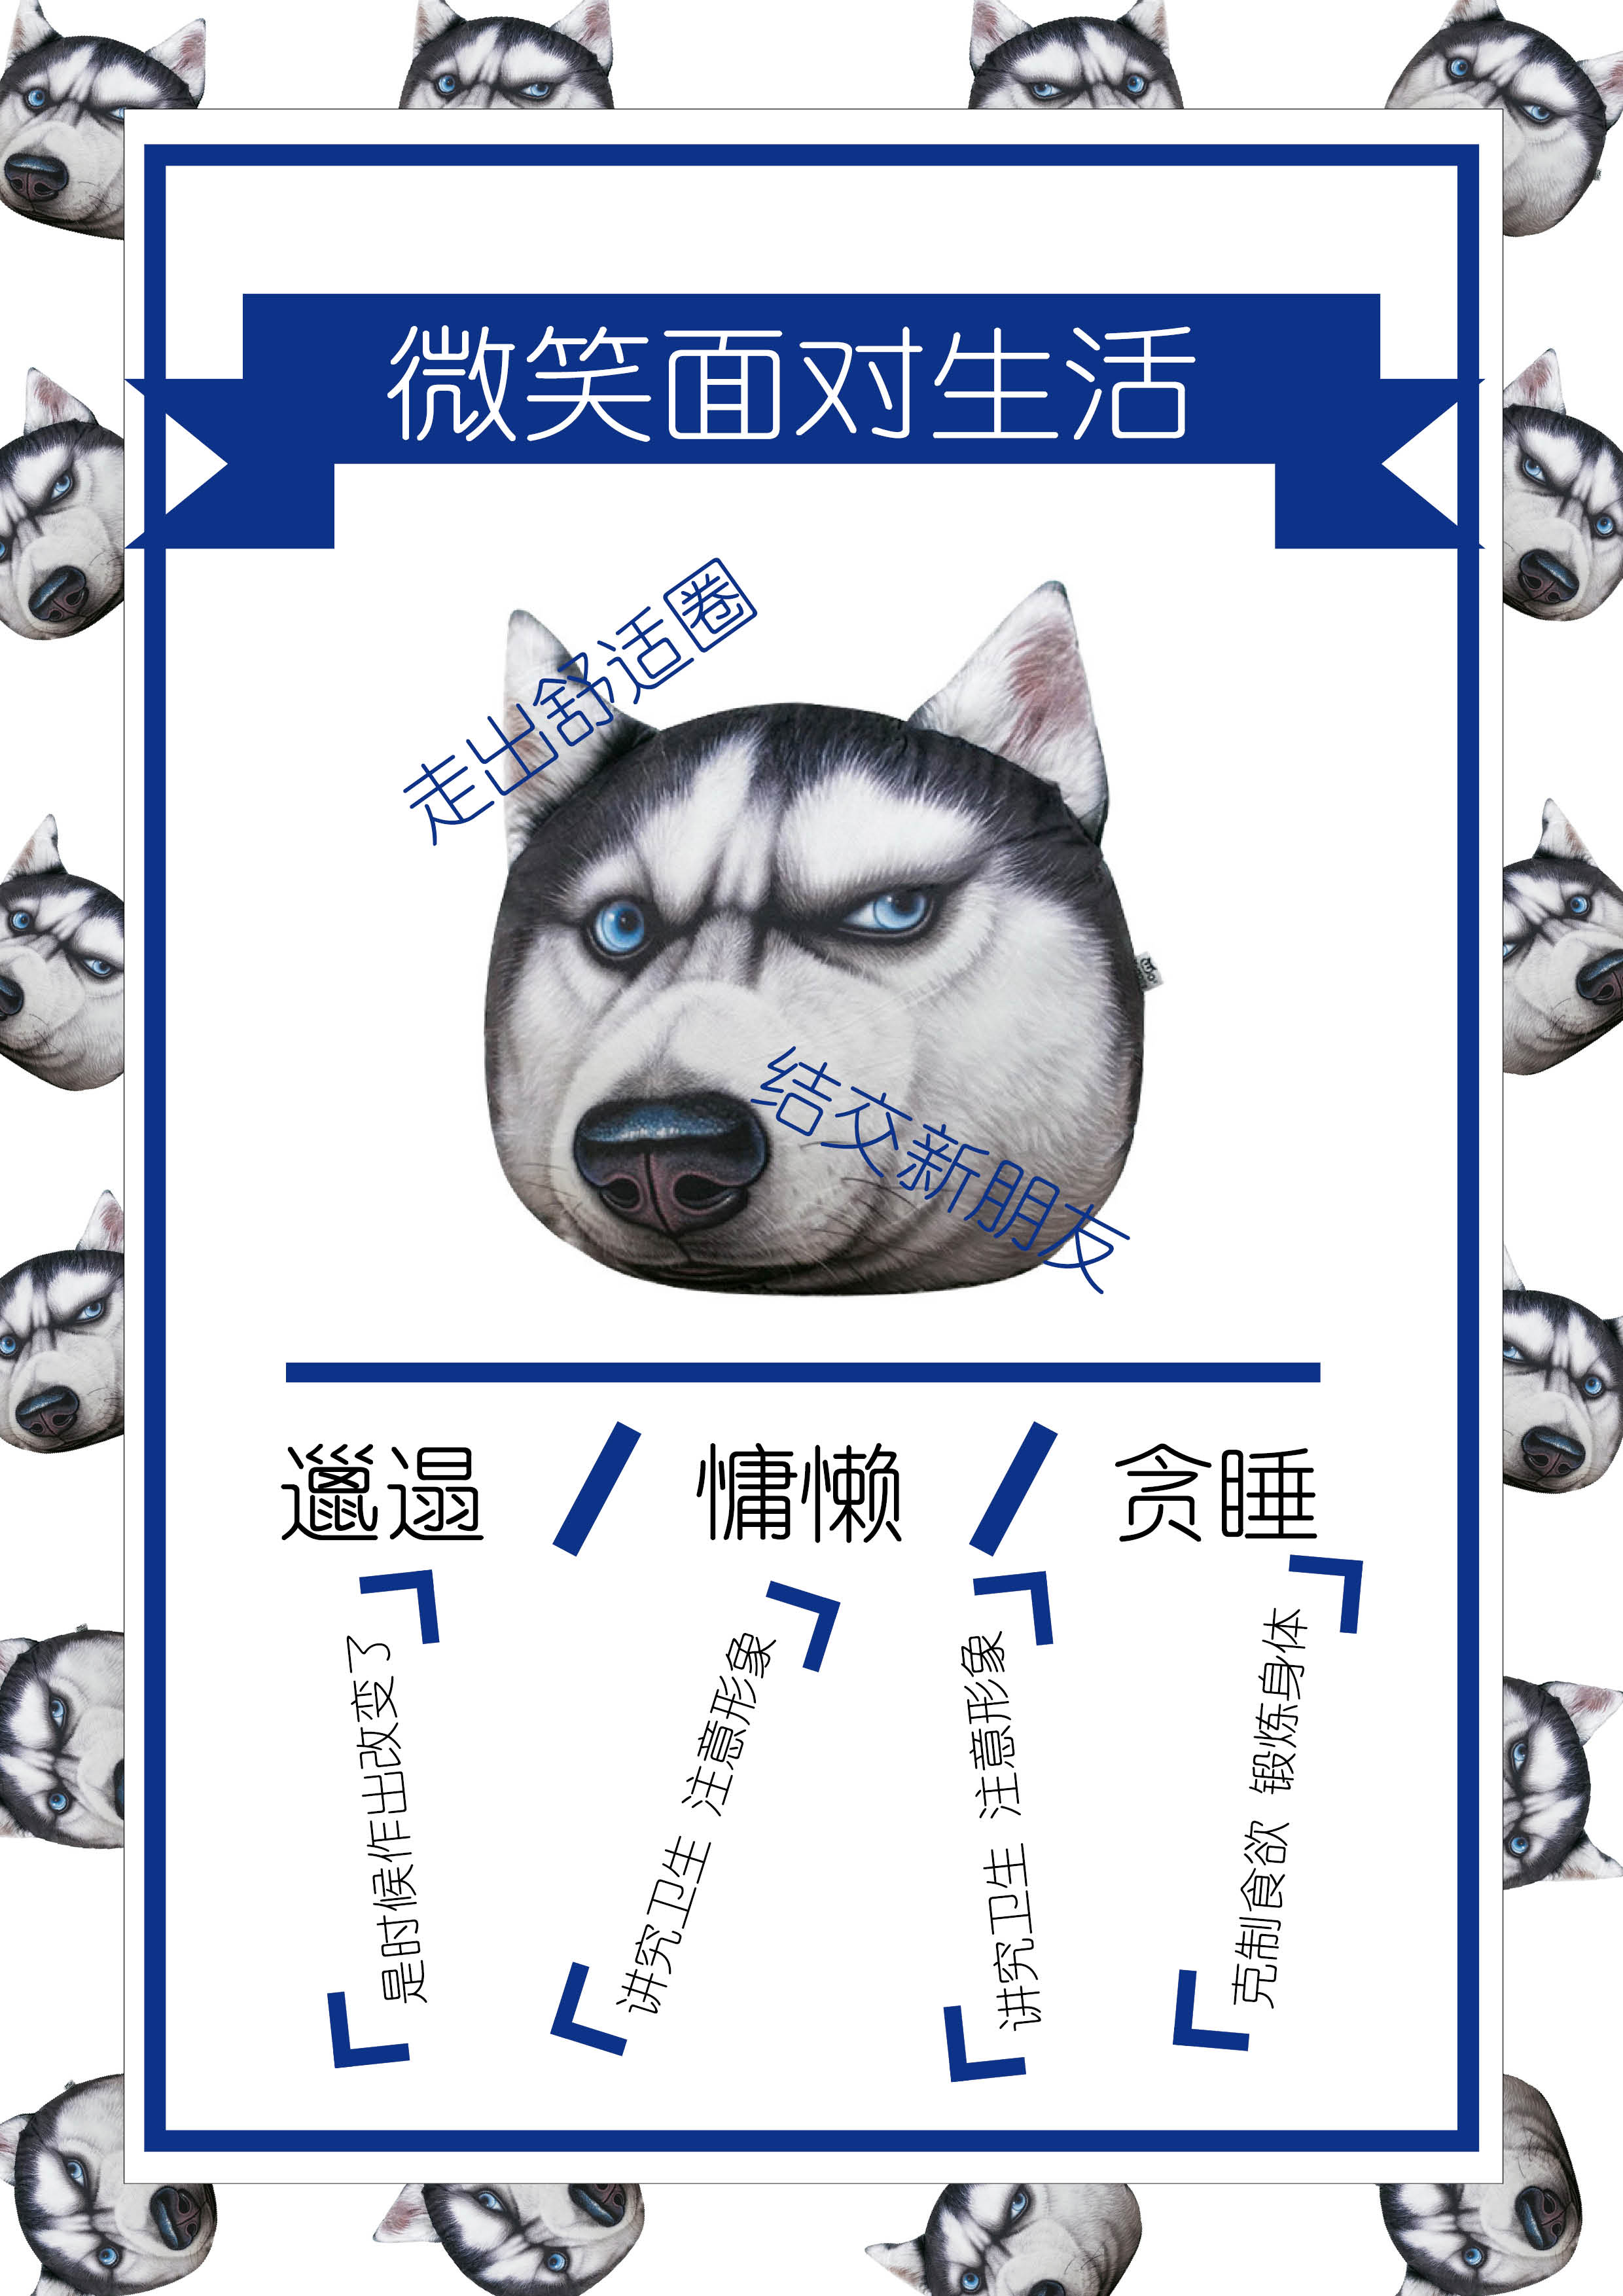 微笑面对生活
走出舒适圈
结交新朋友
邋遢 / 慵懒 / 贪睡
是时候作出改变了
讲究卫生 注意形象
讲究卫生 注意形象
克制食欲 锻炼身体